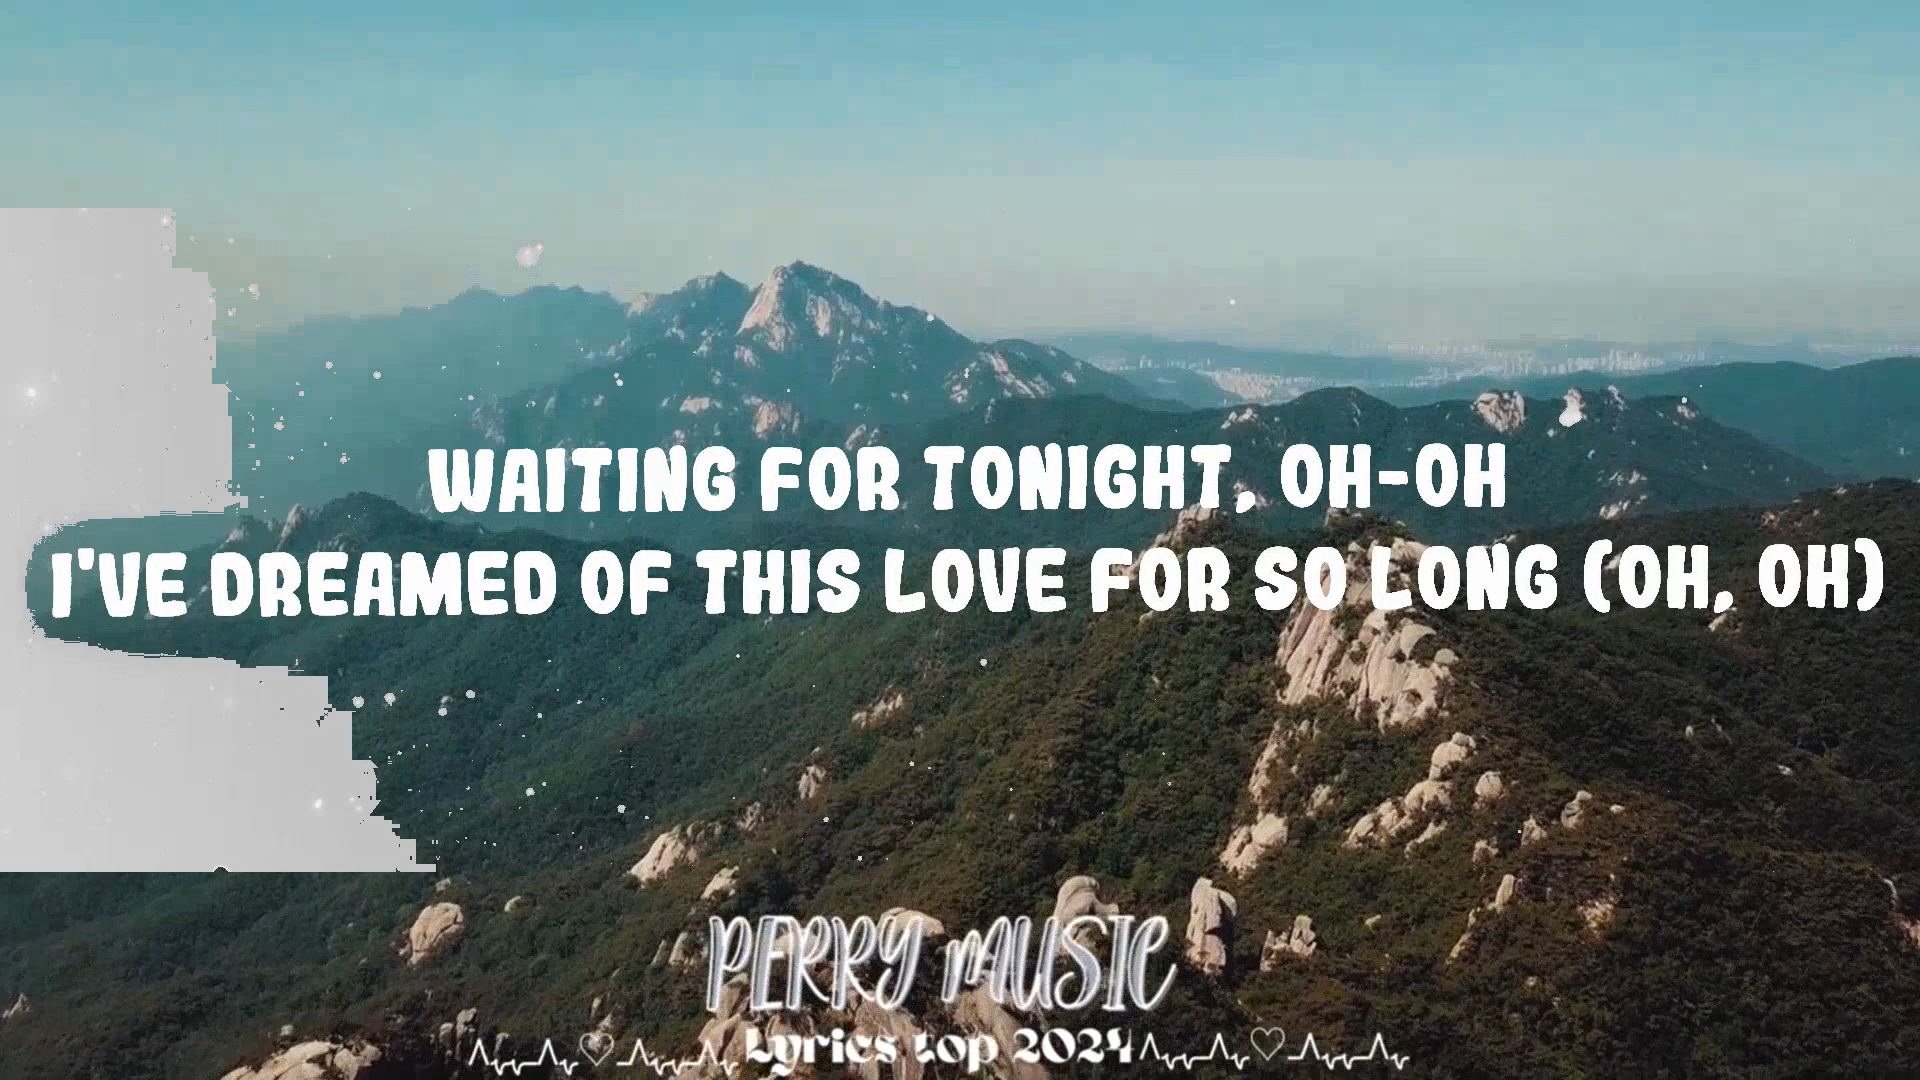 WAITING FOR TONIGHT, OH-OH
I'VE DREAMED OF THIS LOVE FOR SO LONG (OH, OH)
PERRY MUSIC
Lyrics top 2024